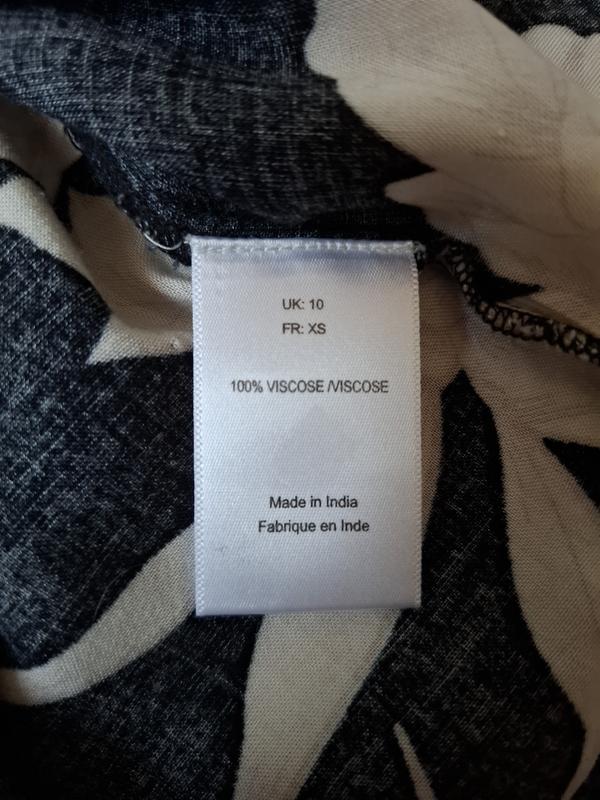 UK: 10
FR: XS
100% VISCOSE /VISCOSE
Made in India
Fabrique en Inde